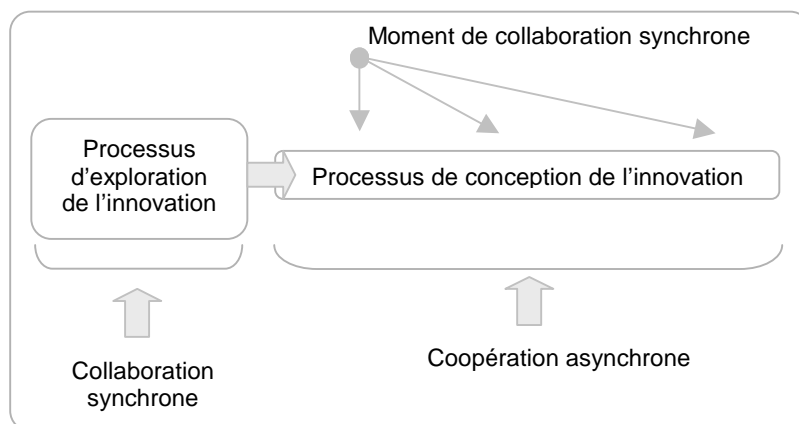 Moment de collaboration synchrone
Processus
d’exploration
de l’innovation
Processus de conception de l’innovation
Collaboration
synchrone
Coopération asynchrone